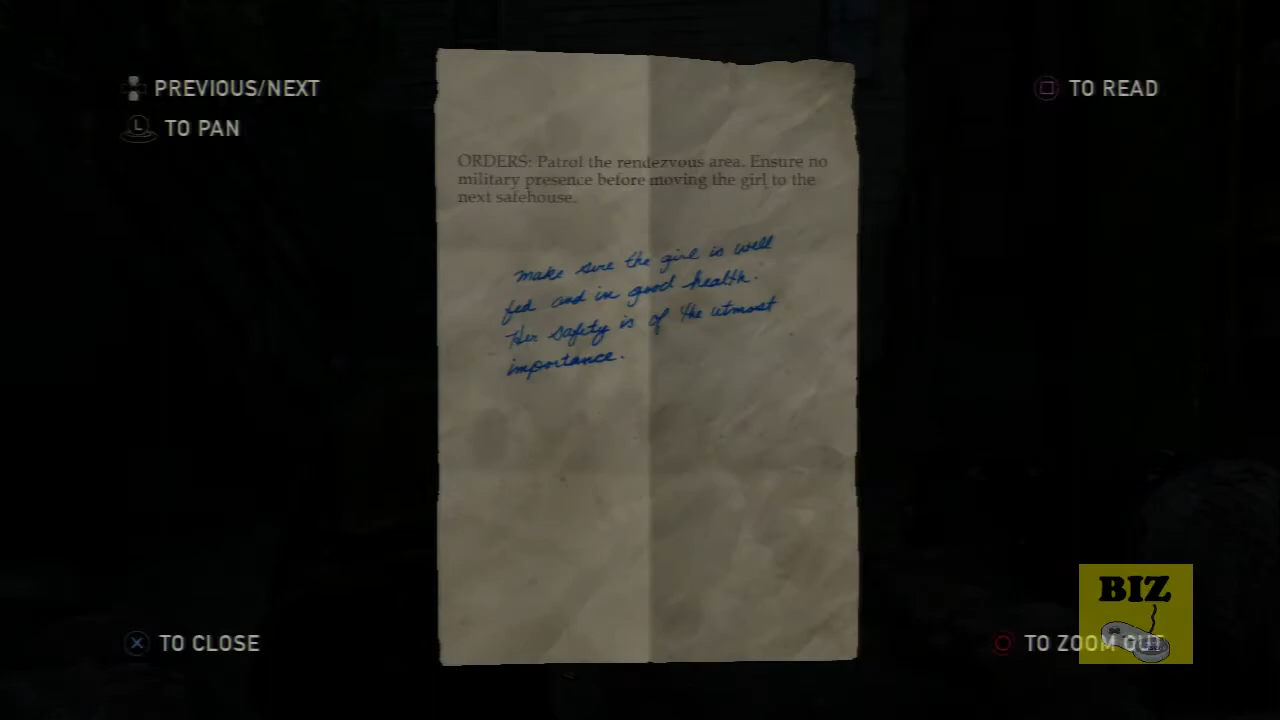 PREVIOUS/NEXT
L TO PAN
TO READ
ORDERS: Patrol the rendezvous area. Ensure no
military presence before moving the girl to the
next safehouse.
make sure the girl is well
fed and in good health.
Her safety is of the utmost
importance.
BIZ
TO CLOSE
TO ZOOM OUT